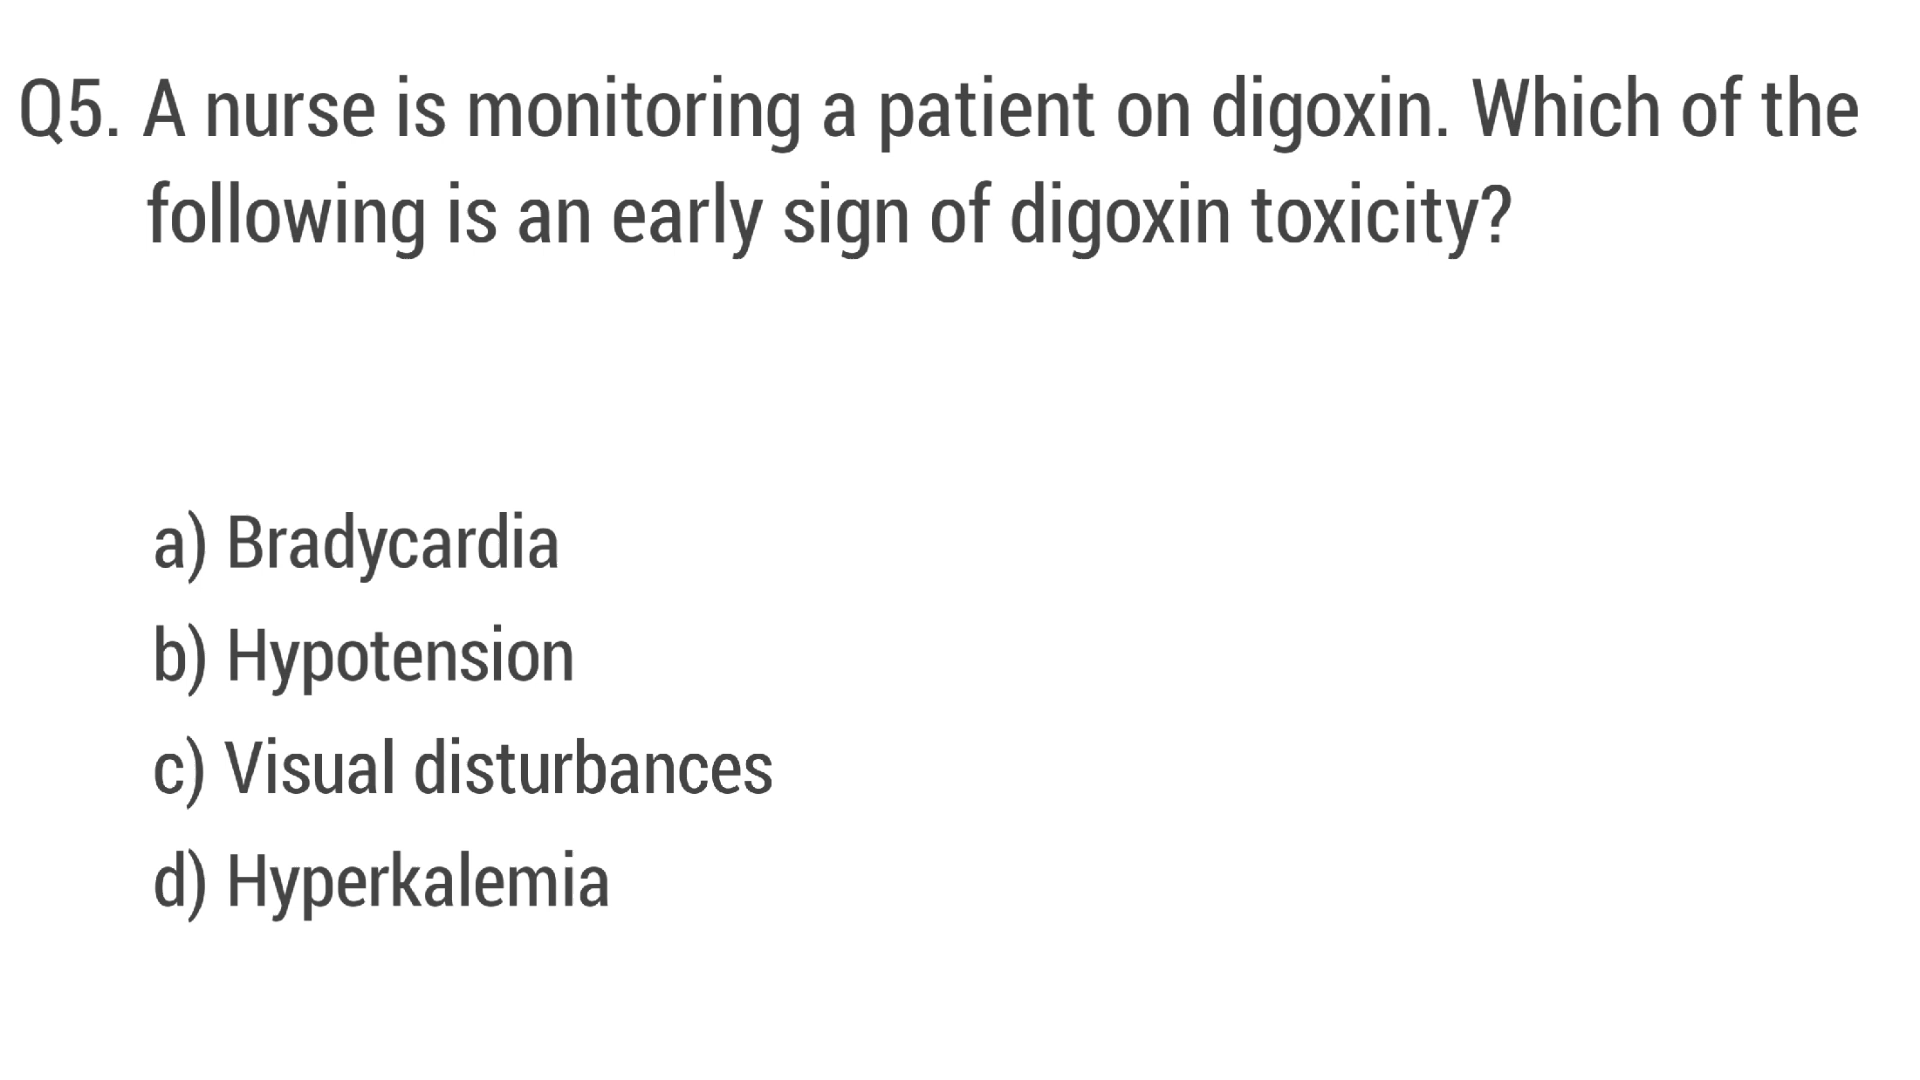 Q5. A nurse is monitoring a patient on digoxin. Which of the
following is an early sign of digoxin toxicity?
a) Bradycardia
b) Hypotension
c) Visual disturbances
d) Hyperkalemia